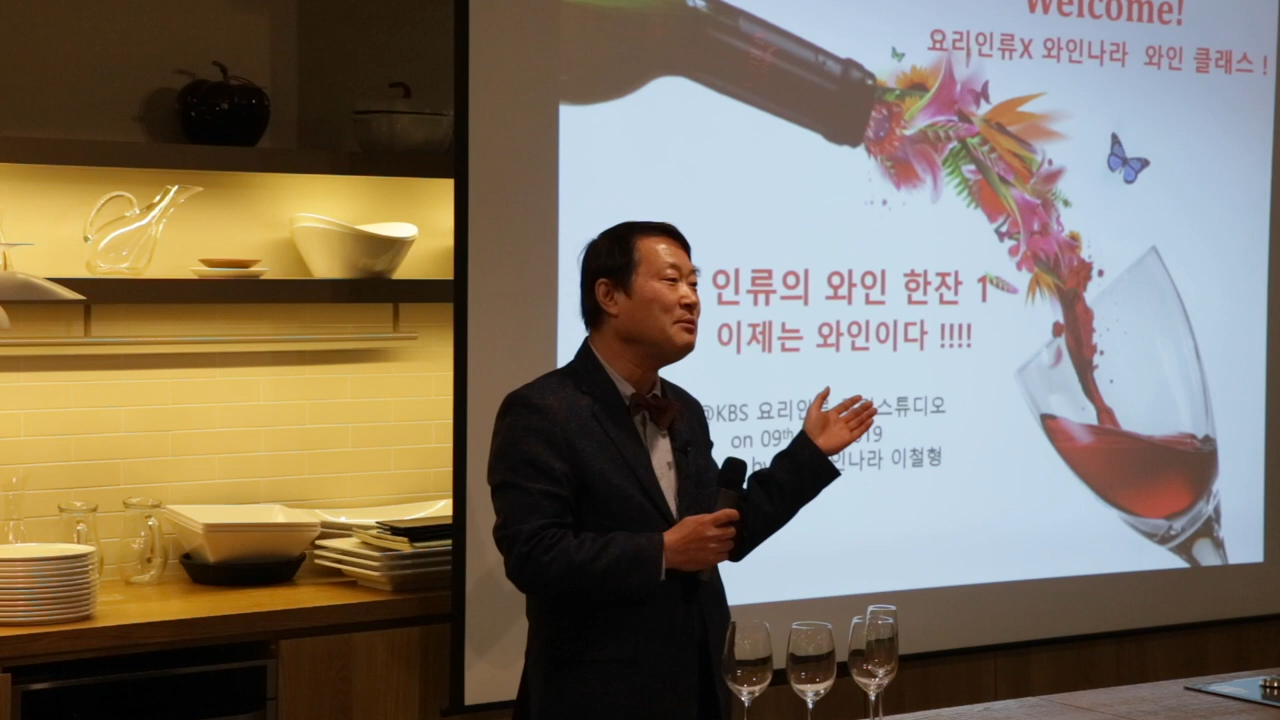 Welcome!
요리인류X 와인나라 와인 클래스 !
인류의 와인 한잔 1
이제는 와인이다 !!!!
@KBS 요리인 스튜디오
on 09th 19
by 인나라 이철형